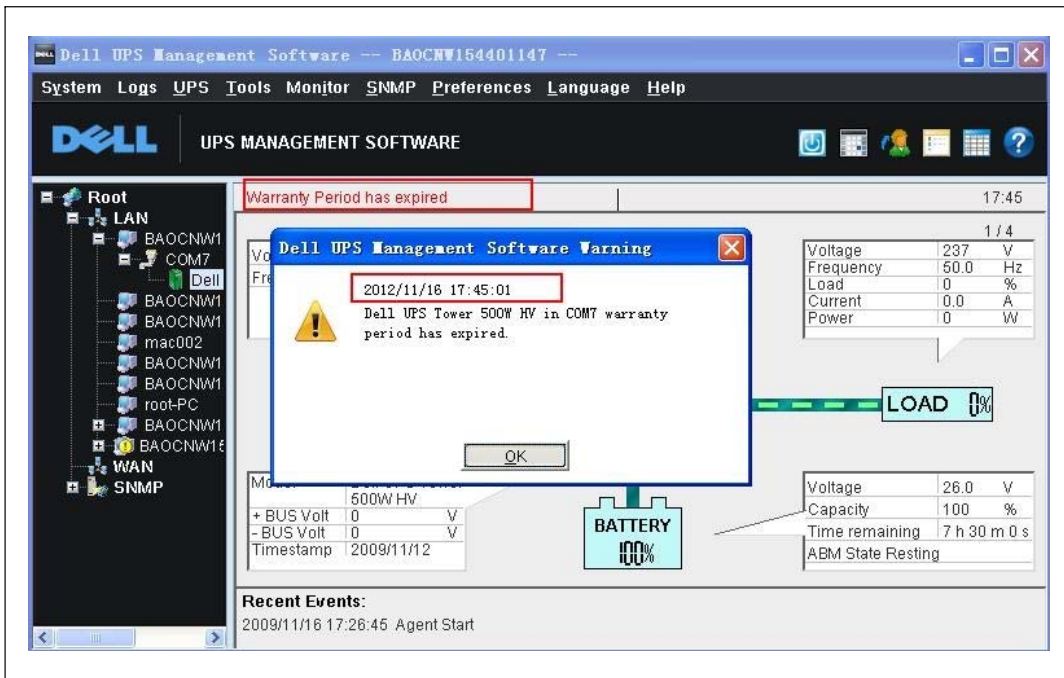 Dell UPS Management Software -- BAOCNW154401147 --
System Logs UPS Tools Monitor SNMP Preferences Language Help
DELL UPS MANAGEMENT SOFTWARE
Root
LAN
BAOCNW1
COM7
Dell
BAOCNW1
BAOCNW1
mac002
BAOCNW1
BAOCNW1
root-PC
BAOCNW1
BAOCNW15
WAN
SNMP
Warranty Period has expired 17:45
1 / 4
Voltage 237 V
Frequency 50.0 Hz
Load 0 %
Current 0.0 A
Power 0 W
Dell UPS Management Software Warning
2012/11/16 17:45:01
Dell UPS Tower 500W HV in COM7 warranty
period has expired.
OK
LOAD 0%
500W HV
+ BUS Volt 0 V
- BUS Volt 0 V
Timestamp 2009/11/12
BATTERY
100%
Voltage 26.0 V
Capacity 100 %
Time remaining 7 h 30 m 0 s
ABM State Resting
Recent Events:
2009/11/16 17:26:45 Agent Start